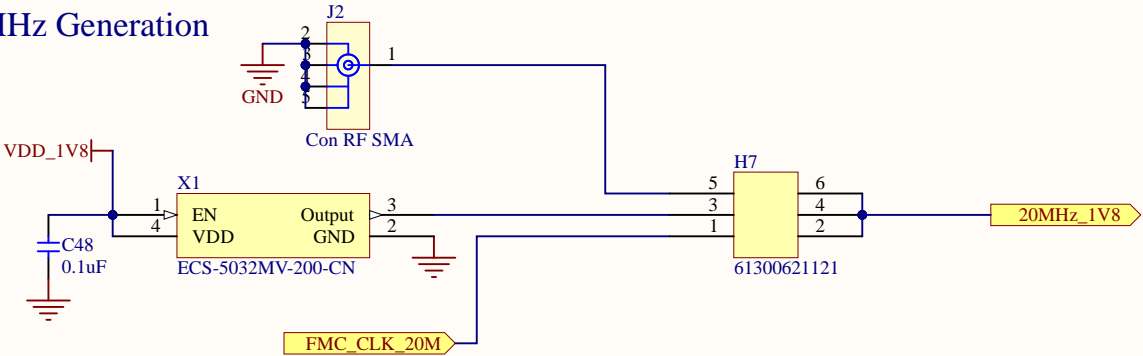 MHz Generation
J2
2
3
4
5
1
GND
Con RF SMA
VDD_1V8
X1
1 EN Output 3
4 VDD GND 2
ECS-5032MV-200-CN
C48
0.1uF
H7
5 6
3 4
1 2
61300621121
20MHz_1V8
FMC_CLK_20M